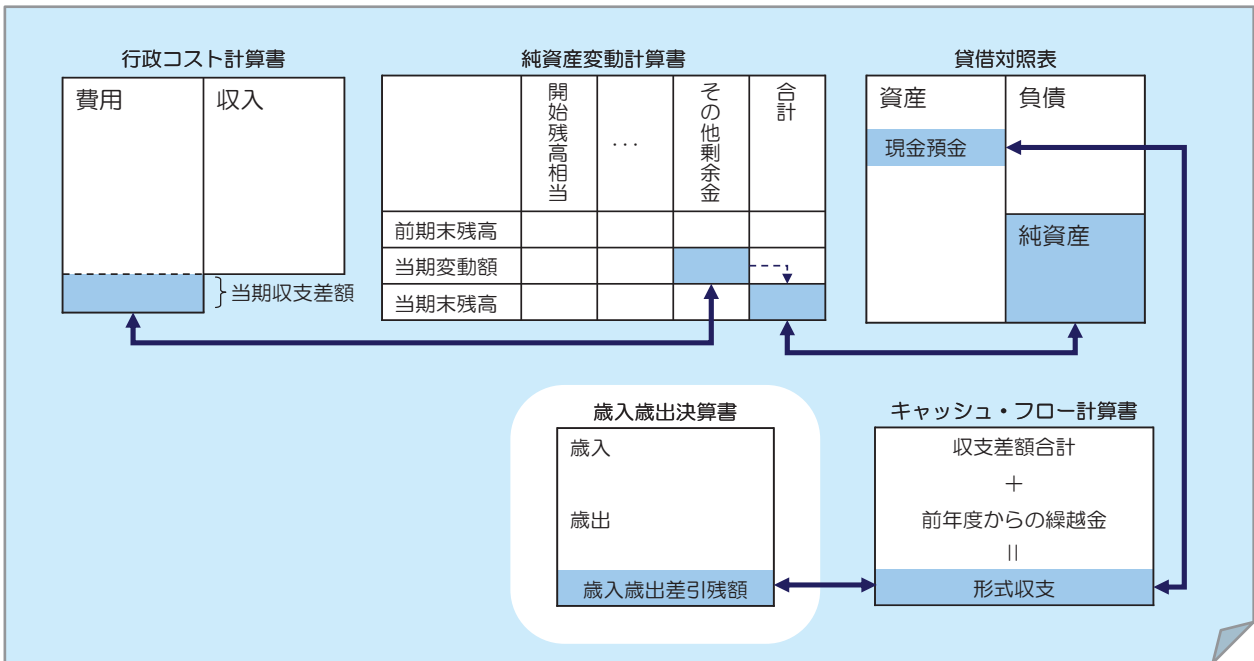 行政コスト計算書
費用
収入
当期収支差額
純資産変動計算書
開始残高相当
･･･
その他剰余金
合計
前期末残高
当期変動額
当期末残高
貸借対照表
資産
負債
現金預金
純資産
歳入歳出決算書
歳入
歳出
歳入歳出差引残額
キャッシュ・フロー計算書
収支差額合計
＋
前年度からの繰越金
＝
形式収支